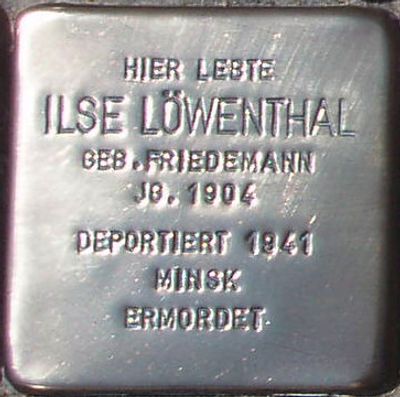 HIER LEBTE
ILSE LÖWENTHAL
GEB. FRIEDEMANN
JG. 1904
DEPORTIERT 1941
MINSK
ERMORDET